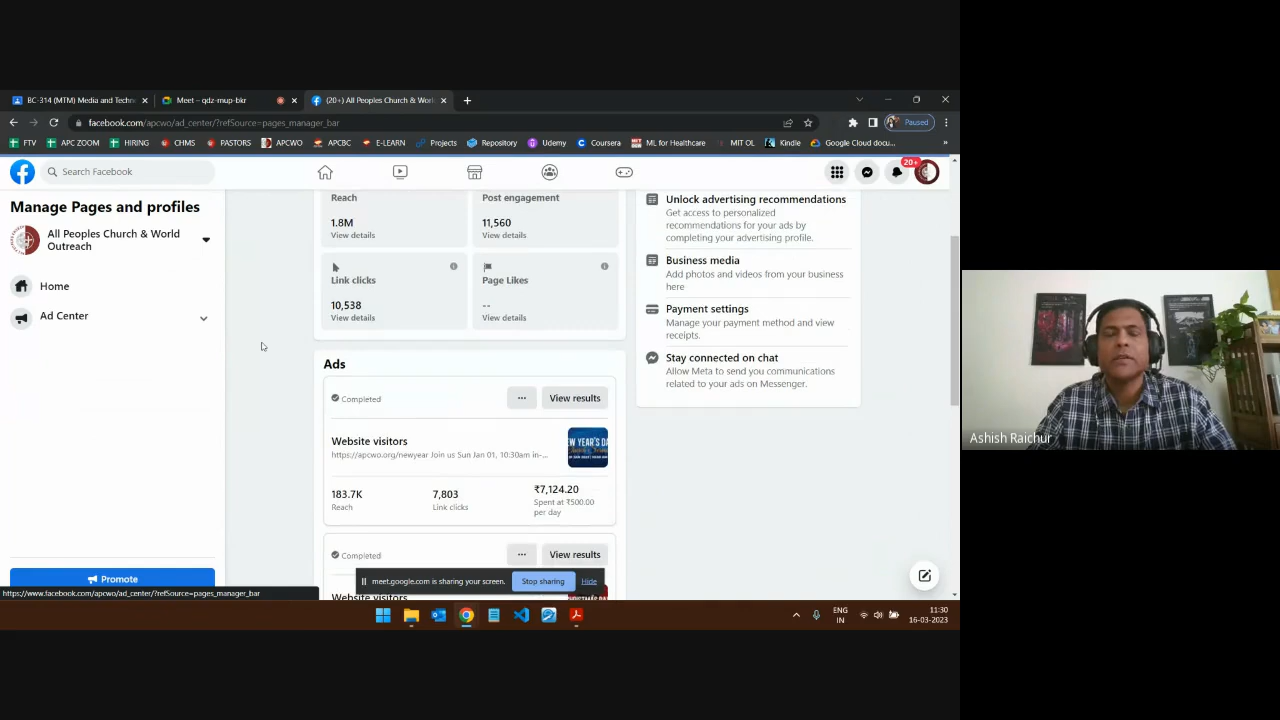 BC-314 (MTM) Media and Techn
Meet – qdz-mup-bkr
(20+) All Peoples Church & Worl
facebook.com/apcwo/ad_center/?refSource=pages_manager_bar
Paused
FTV
APC ZOOM
HIRING
CHMS
PASTORS
APCWO
APCBC
E-LEARN
Projects
Repository
Udemy
Coursera
ML for Healthcare
MIT OL
Kindle
Google Cloud docu...
»
Search Facebook
20+
Manage Pages and profiles
All Peoples Church & World
Outreach
Home
Ad Center
Promote
https://www.facebook.com/apcwo/ad_center/?refSource=pages_manager_bar
Reach
1.8M
View details
Post engagement
11,560
View details
Link clicks
10,538
View details
Page Likes
--
View details
Ads
Completed
...
View results
Website visitors
https://apcwo.org/newyear Join us Sun Jan 01, 10:30am in-...
183.7K
Reach
7,803
Link clicks
₹7,124.20
Spent at ₹500.00
per day
Completed
...
View results
Website visitors
meet.google.com is sharing your screen.
Stop sharing
Hide
Unlock advertising recommendations
Get access to personalized
recommendations for your ads by
completing your advertising profile.
Business media
Add photos and videos from your business
here
Payment settings
Manage your payment method and view
receipts.
Stay connected on chat
Allow Meta to send you communications
related to your ads on Messenger.
ENG
IN
11:30
16-03-2023
Ashish Raichur